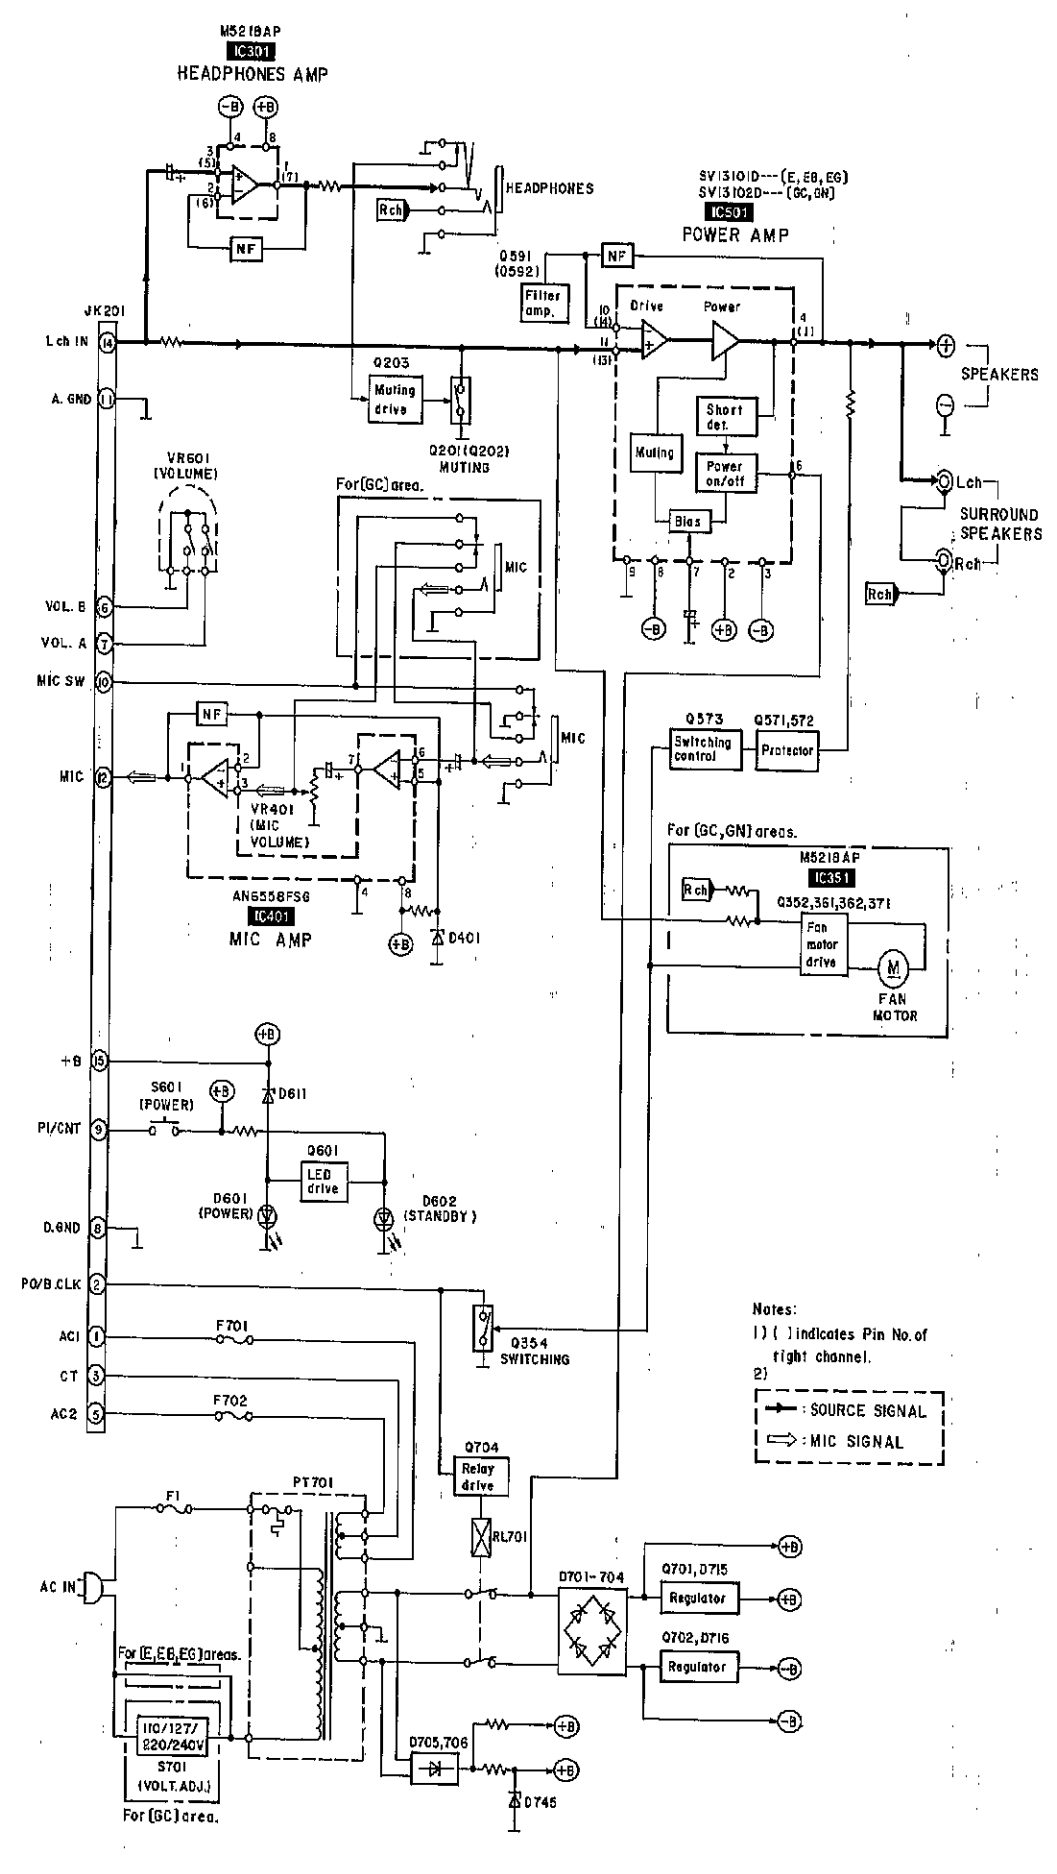 M5218AP
IC301
HEADPHONES AMP
-B
+B
4
8
3
(5)
2
(6)
1
(7)
+
-
NF
Rch
HEADPHONES
SV13101D---(E, EB, EG)
SV13102D---(GC, GN)
IC501
POWER AMP
Q591
(Q592)
Filter
amp.
NF
Drive
Power
10
(14)
11
(13)
4
(1)
-
+
JK201
Lch IN
14
Q203
Muting
drive
Q201(Q202)
MUTING
A. GND
11
Short
det.
Muting
Power
on/off
Bias
6
9
8
7
2
3
-B
+B
-B
+
-
SPEAKERS
Lch
SURROUND
SPEAKERS
Rch
Rch
VR601
(VOLUME)
For (GC) area.
MIC
VOL. B
6
VOL. A
7
MIC SW
10
NF
MIC
12
1
2
3
VR401
(MIC
VOLUME)
7
6
5
MIC
4
8
AN6558FSG
IC401
MIC AMP
+B
D401
Q573
Switching
control
Q571,572
Protector
For (GC, GN) areas.
M5218AP
IC351
Rch
Q352,361,362,371
Fan
motor
drive
M
FAN
MOTOR
+B
+B
15
D611
S601
(POWER)
+B
PI/CNT
9
Q601
LED
drive
D601
(POWER)
D602
(STANDBY)
D.GND
8
PO/B.CLK
2
AC1
1
F701
Q354
SWITCHING
CT
3
AC2
5
F702
Notes:
1) ( ) indicates Pin No. of
right channel.
2)
: SOURCE SIGNAL
: MIC SIGNAL
Q704
Relay
drive
PT701
F1
RL701
AC IN
D701-704
+B
Q701, D715
Regulator
+B
Q702, D716
Regulator
-B
-B
For (E, EB, EG) areas.
110/127/
220/240V
S701
(VOLT. ADJ.)
For (GC) area.
D705,706
+B
+B
D745